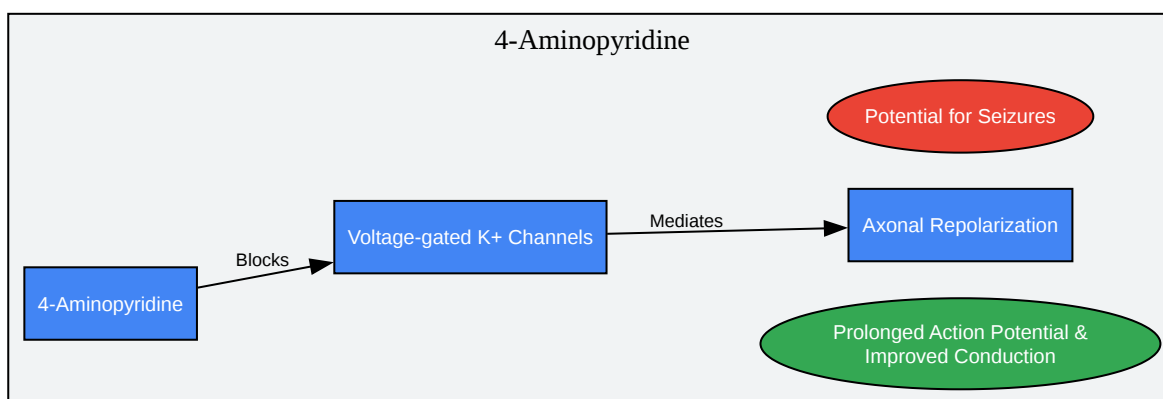 4-Aminopyridine
Potential for Seizures
Mediates
Axonal Repolarization
Voltage-gated K+ Channels
Blocks
4-Aminopyridine
Prolonged Action Potential &
Improved Conduction